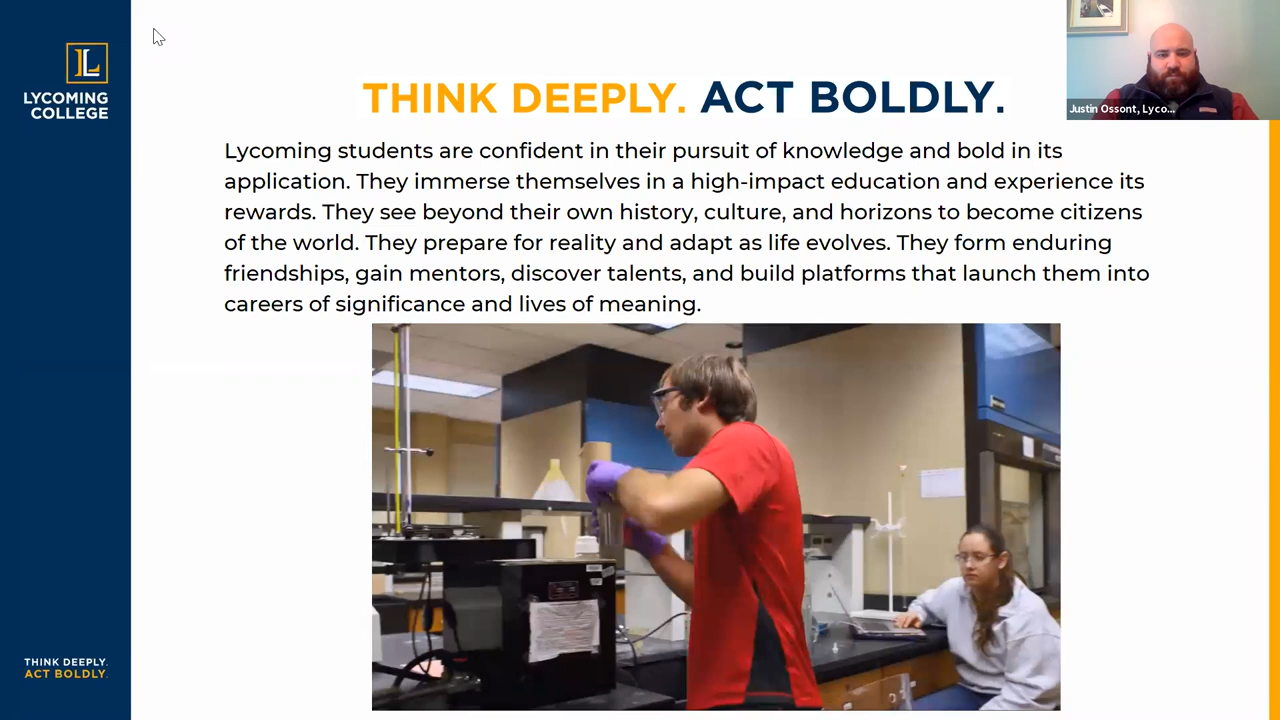 LYCOMING
COLLEGE
THINK DEEPLY. ACT BOLDLY.
Justin Ossont, Lyco...
Lycoming students are confident in their pursuit of knowledge and bold in its
application. They immerse themselves in a high-impact education and experience its
rewards. They see beyond their own history, culture, and horizons to become citizens
of the world. They prepare for reality and adapt as life evolves. They form enduring
friendships, gain mentors, discover talents, and build platforms that launch them into
careers of significance and lives of meaning.
THINK DEEPLY.
ACT BOLDLY.